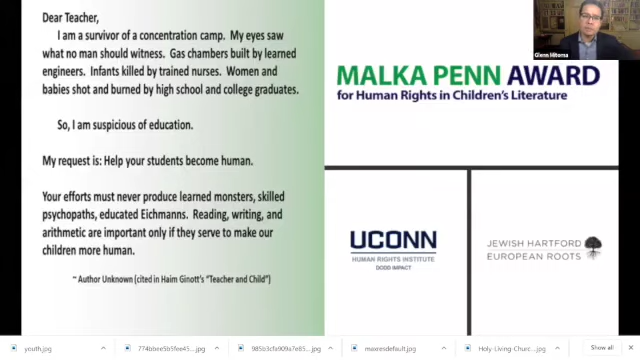 Dear Teacher,
I am a survivor of a concentration camp. My eyes saw
what no man should witness. Gas chambers built by learned
engineers. Infants killed by trained nurses. Women and
babies shot and burned by high school and college graduates.
So, I am suspicious of education.
My request is: Help your students become human.
Your efforts must never produce learned monsters, skilled
psychopaths, educated Eichmanns. Reading, writing, and
arithmetic are important only if they serve to make our
children more human.
~ Author Unknown (cited in Haim Ginott's "Teacher and Child")
Glenn Mitoma
MALKA PENN AWARD
for Human Rights in Children's Literature
UCONN
HUMAN RIGHTS INSTITUTE
DODD IMPACT
JEWISH HARTFORD
EUROPEAN ROOTS
youth.jpg
774bbee5b5fee45....jpg
985b3cfa909a7e6....jpg
maxresdefault.jpg
Holy-Living-Churc....jpg
Show all